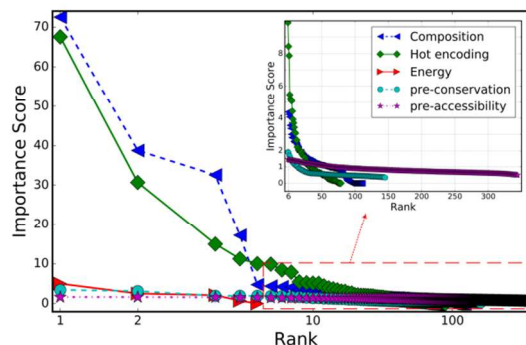 Importance Score
70
60
50
40
30
20
10
0
1
2
10
100
Rank
Composition
Hot encoding
Energy
pre-conservation
pre-accessibility
Importance Score
8
6
4
2
1
0
6
50
100
150
200
250
300
Rank